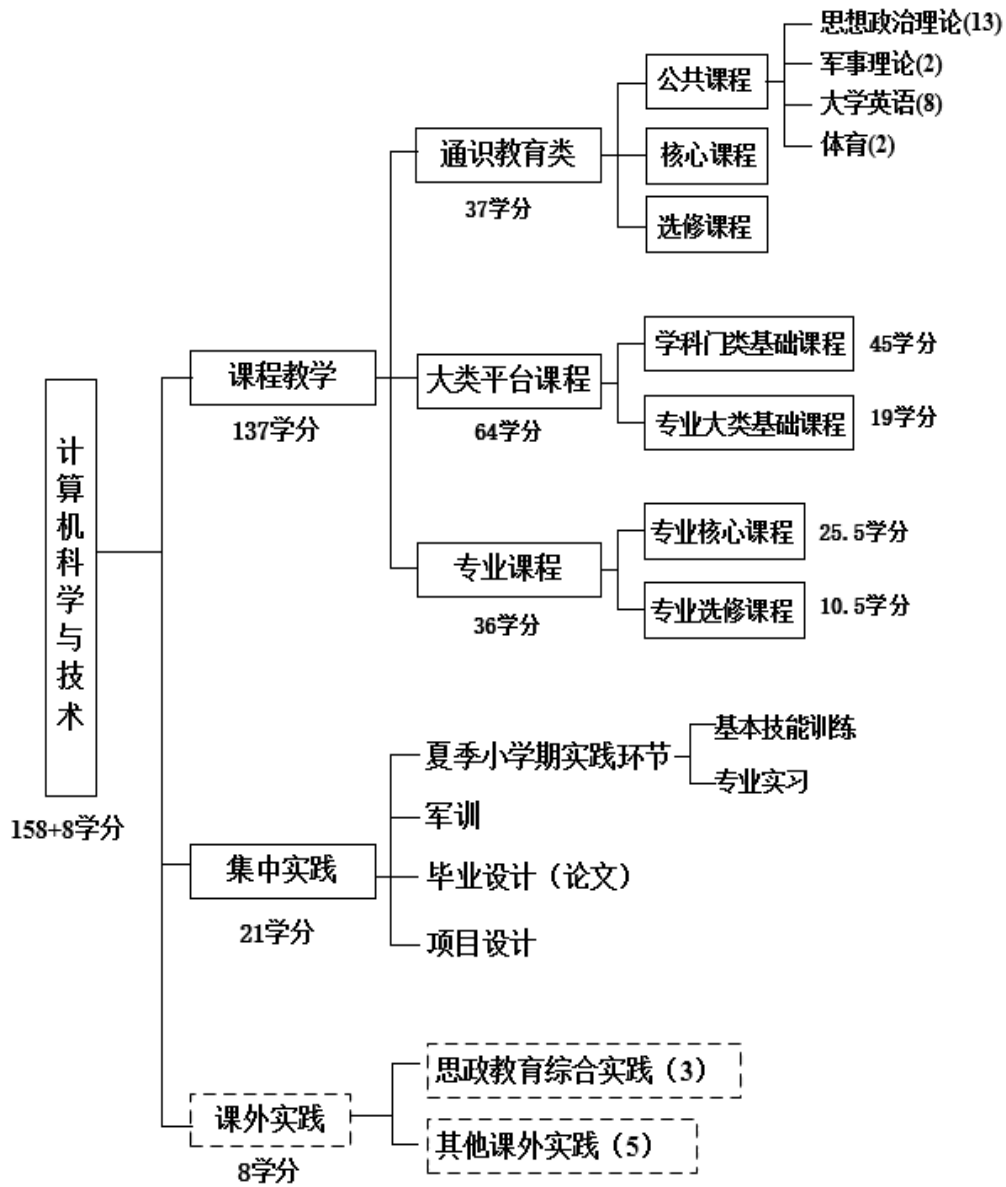 计算机科学与技术
158+8学分
课程教学
137学分
通识教育类
37学分
公共课程
思想政治理论(13)
军事理论(2)
大学英语(8)
体育(2)
核心课程
选修课程
大类平台课程
64学分
学科门类基础课程
45学分
专业大类基础课程
19学分
专业课程
36学分
专业核心课程
25.5学分
专业选修课程
10.5学分
集中实践
21学分
夏季小学期实践环节
基本技能训练
专业实习
军训
毕业设计（论文）
项目设计
课外实践
8学分
思政教育综合实践（3）
其他课外实践（5）